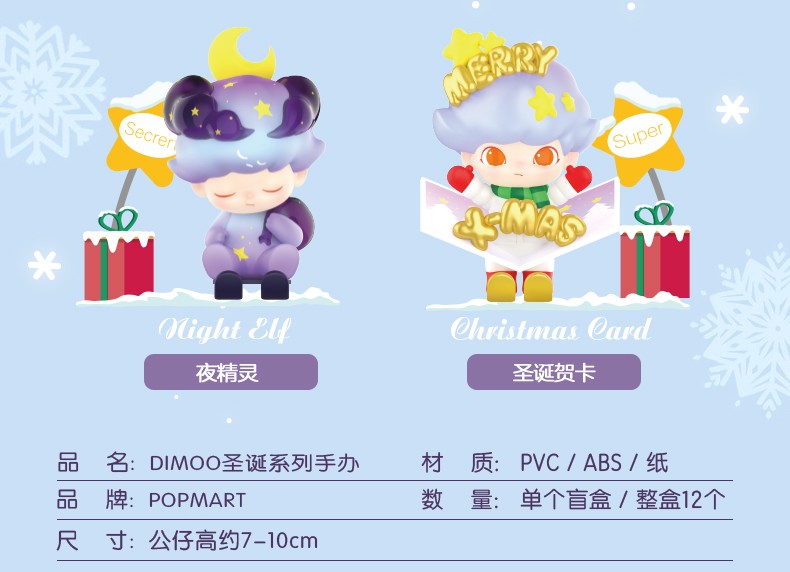 MERRY
Secret
Super
X-MAS
Night Elf
Christmas Card
夜精灵
圣诞贺卡
品 名: DIMOO圣诞系列手办
材 质: PVC / ABS / 纸
品 牌: POPMART
数 量: 单个盲盒 / 整盒12个
尺 寸: 公仔高约7-10cm